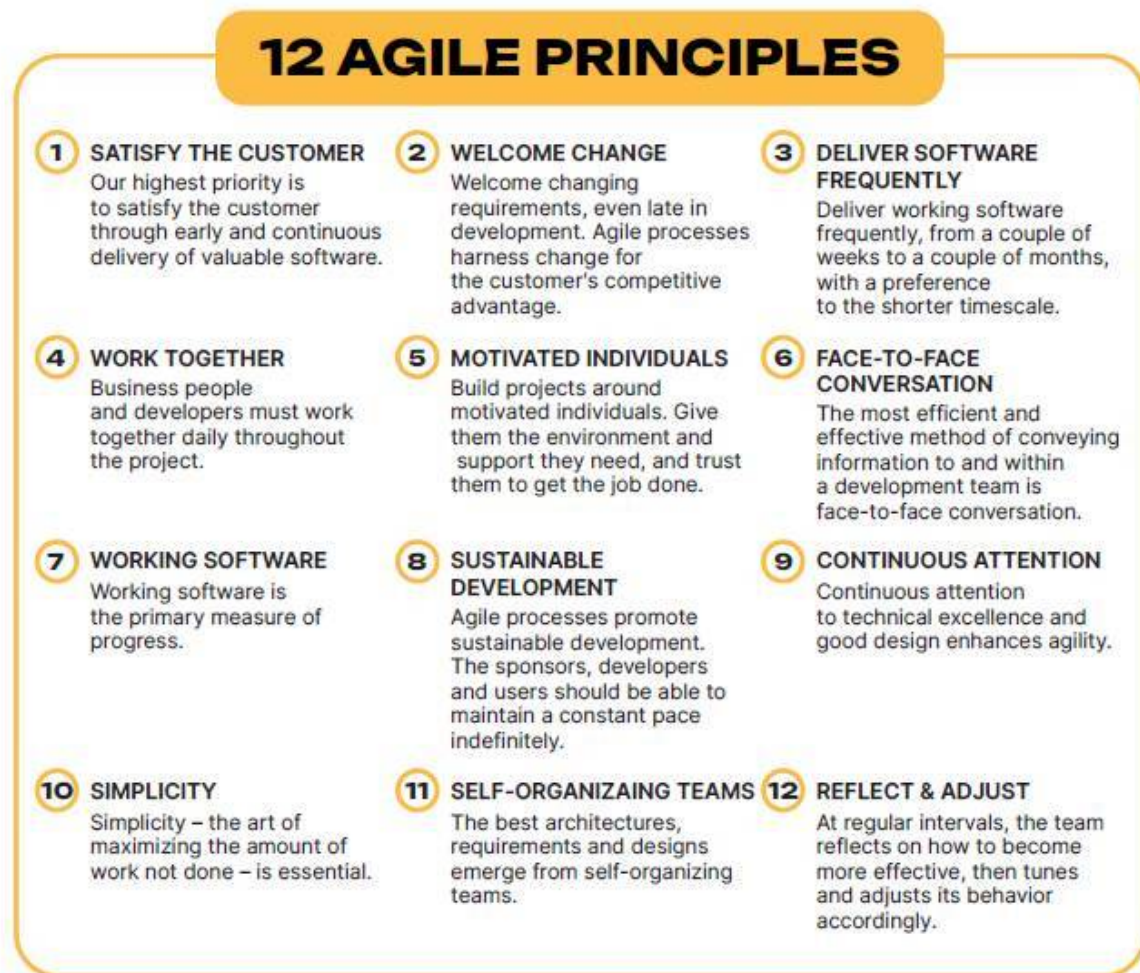 12 AGILE PRINCIPLES
1 SATISFY THE CUSTOMER
Our highest priority is
to satisfy the customer
through early and continuous
delivery of valuable software.
2 WELCOME CHANGE
Welcome changing
requirements, even late in
development. Agile processes
harness change for
the customer's competitive
advantage.
3 DELIVER SOFTWARE
FREQUENTLY
Deliver working software
frequently, from a couple of
weeks to a couple of months,
with a preference
to the shorter timescale.
4 WORK TOGETHER
Business people
and developers must work
together daily throughout
the project.
5 MOTIVATED INDIVIDUALS
Build projects around
motivated individuals. Give
them the environment and
support they need, and trust
them to get the job done.
6 FACE-TO-FACE
CONVERSATION
The most efficient and
effective method of conveying
information to and within
a development team is
face-to-face conversation.
7 WORKING SOFTWARE
Working software is
the primary measure of
progress.
8 SUSTAINABLE
DEVELOPMENT
Agile processes promote
sustainable development.
The sponsors, developers
and users should be able to
maintain a constant pace
indefinitely.
9 CONTINUOUS ATTENTION
Continuous attention
to technical excellence and
good design enhances agility.
10 SIMPLICITY
Simplicity – the art of
maximizing the amount of
work not done – is essential.
11 SELF-ORGANIZAING TEAMS
The best architectures,
requirements and designs
emerge from self-organizing
teams.
12 REFLECT & ADJUST
At regular intervals, the team
reflects on how to become
more effective, then tunes
and adjusts its behavior
accordingly.